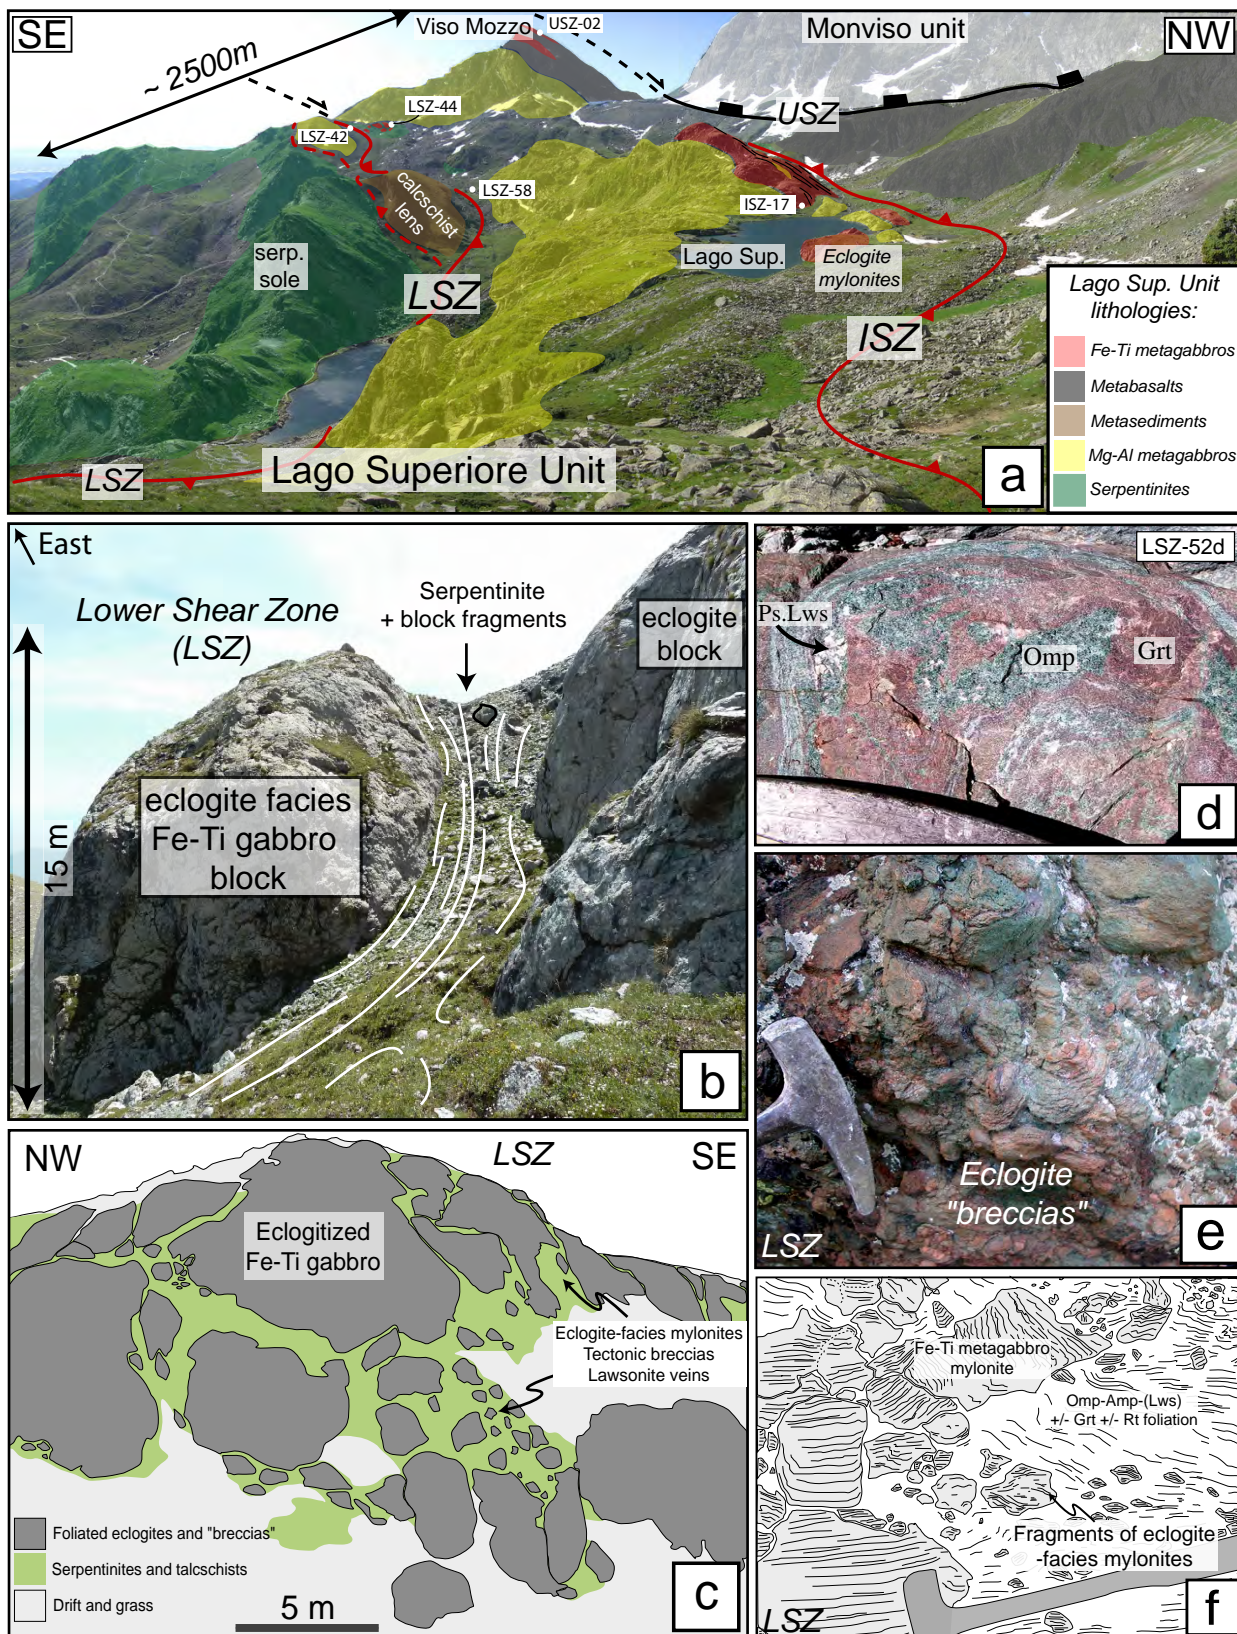 SE
~ 2500m
Viso Mozzo
USZ-02
Monviso unit
NW
LSZ-44
LSZ-42
USZ
calcschist
lens
LSZ-58
ISZ-17
serp.
sole
LSZ
Lago Sup.
Eclogite
mylonites
ISZ
Lago Sup. Unit
lithologies:
Fe-Ti metagabbros
Metabasalts
Metasediments
Mg-Al metagabbros
Serpentinites
LSZ
Lago Superiore Unit
a
East
Lower Shear Zone
(LSZ)
Serpentinite
+ block fragments
eclogite
block
eclogite facies
Fe-Ti gabbro
block
15 m
b
LSZ-52d
Ps.Lws
Omp
Grt
d
Eclogite
"breccias"
LSZ
e
NW
LSZ
SE
Eclogitized
Fe-Ti gabbro
Eclogite-facies mylonites
Tectonic breccias
Lawsonite veins
Foliated eclogites and "breccias"
Serpentinites and talcschists
Drift and grass
5 m
c
Fe-Ti metagabbro
mylonite
Omp-Amp-(Lws)
+/- Grt +/- Rt foliation
Fragments of eclogite
-facies mylonites
LSZ
f